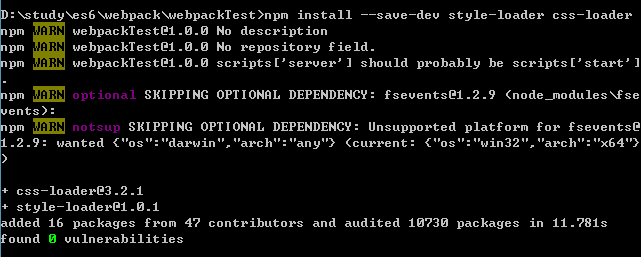 D:\study\es6\webpack\webpackTest>npm install --save-dev style-loader css-loader
npm WARN webpackTest@1.0.0 No description
npm WARN webpackTest@1.0.0 No repository field.
npm WARN webpackTest@1.0.0 scripts['server'] should probably be scripts['start']
.
npm WARN optional SKIPPING OPTIONAL DEPENDENCY: fsevents@1.2.9 (node_modules\fse
vents):
npm WARN notsup SKIPPING OPTIONAL DEPENDENCY: Unsupported platform for fsevents@
1.2.9: wanted {"os":"darwin","arch":"any"} (current: {"os":"win32","arch":"x64"}
)
+ css-loader@3.2.1
+ style-loader@1.0.1
added 16 packages from 47 contributors and audited 10730 packages in 11.781s
found 0 vulnerabilities